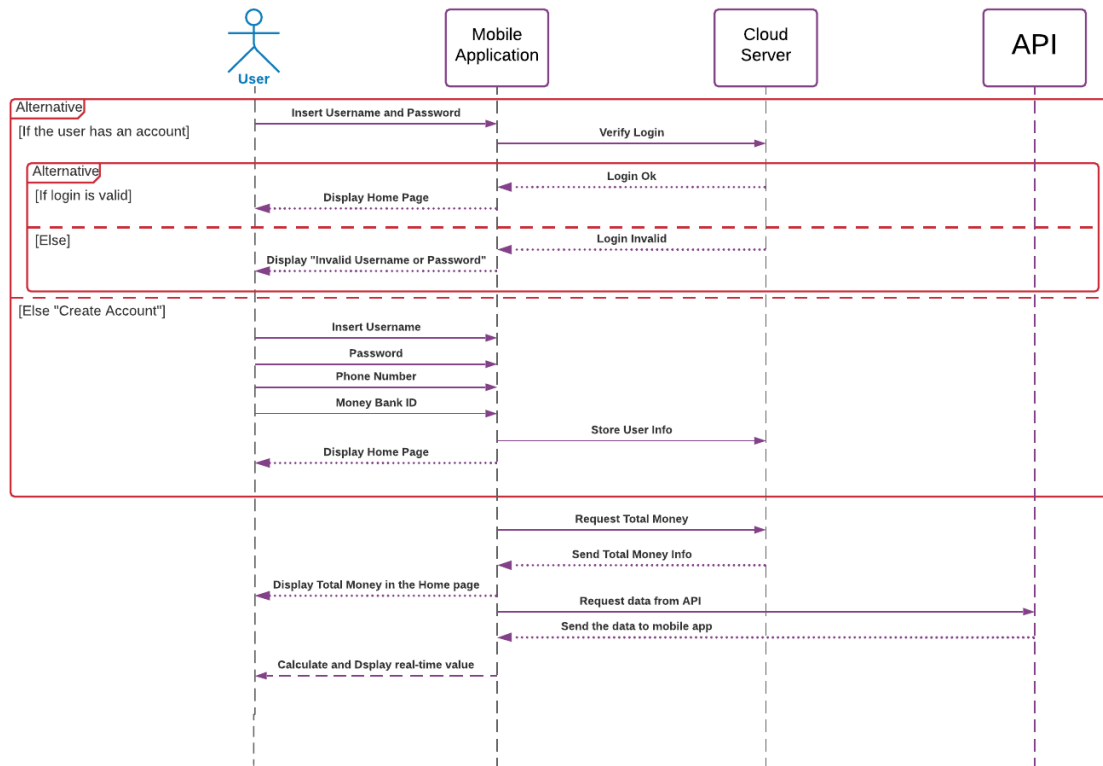 Mobile
Application
Cloud
Server
API
User
Alternative
Insert Username and Password
[If the user has an account]
Verify Login
Alternative
Login Ok
[If login is valid]
Display Home Page
[Else]
Login Invalid
Display "Invalid Username or Password"
[Else "Create Account"]
Insert Username
Password
Phone Number
Money Bank ID
Store User Info
Display Home Page
Request Total Money
Send Total Money Info
Display Total Money in the Home page
Request data from API
Send the data to mobile app
Calculate and Dsplay real-time value